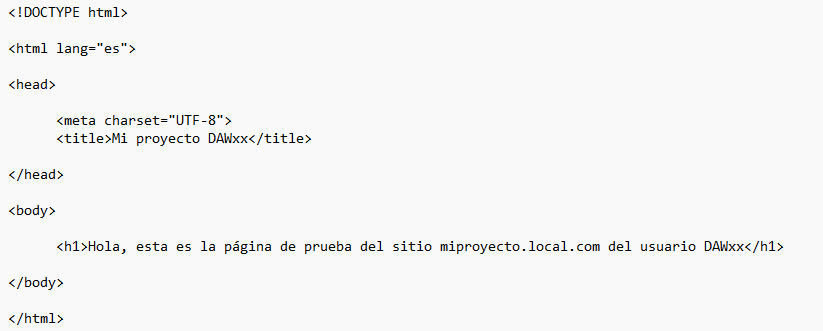 <!DOCTYPE html>
<html lang="es">
<head>
<meta charset="UTF-8">
<title>Mi proyecto DAWxx</title>
</head>
<body>
<h1>Hola, esta es la página de prueba del sitio miproyecto.local.com del usuario DAWxx</h1>
</body>
</html>